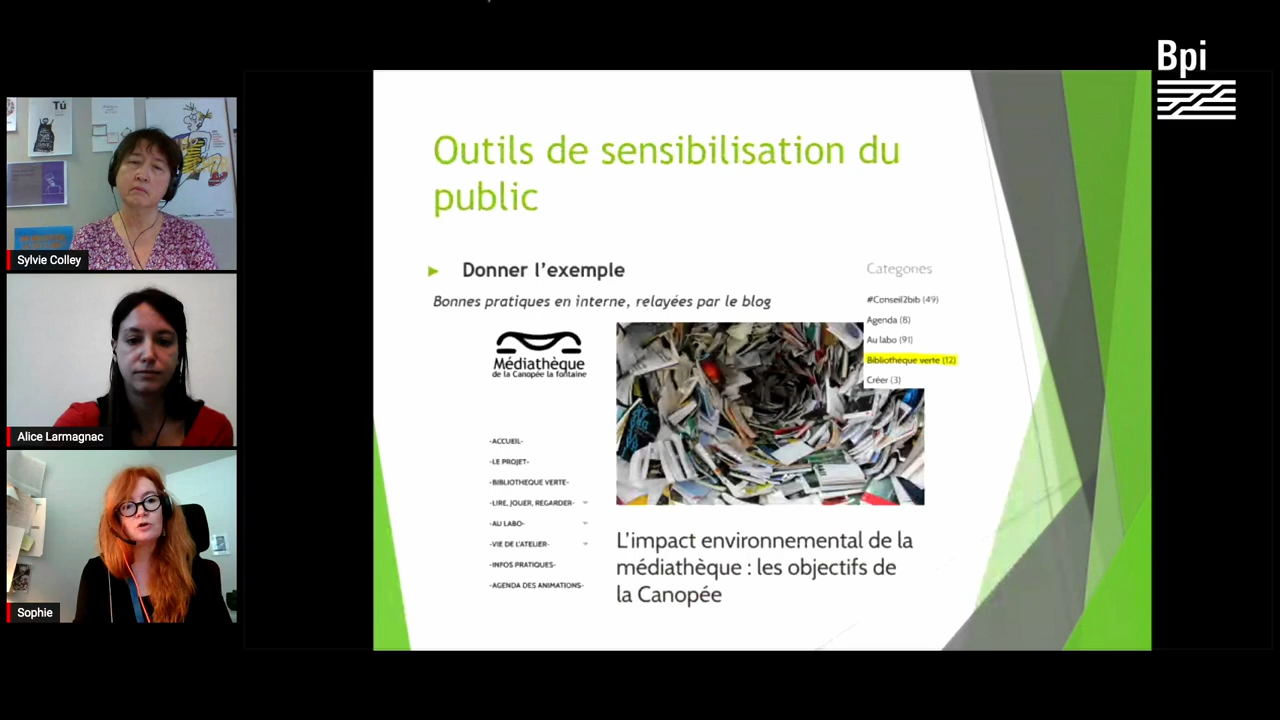 Bpi
Tú
Sylvie Colley
Alice Larmagnac
Sophie
Outils de sensibilisation du
public
Donner l'exemple
Bonnes pratiques en interne, relayées par le blog
Médiathèque
de la Canopée la fontaine
-ACCUEIL-
-LE PROJET-
-BIBLIOTHEQUE VERTE-
-LIRE, JOUER, REGARDER-
-AU LABO-
-VIE DE L'ATELIER-
-INFOS PRATIQUES-
-AGENDA DES ANIMATIONS-
Categories
#Conseil2bib (49)
Agenda (8)
Au labo (91)
Bibliothèque verte (12)
Créer (3)
L'impact environnemental de la
médiathèque : les objectifs de
la Canopée